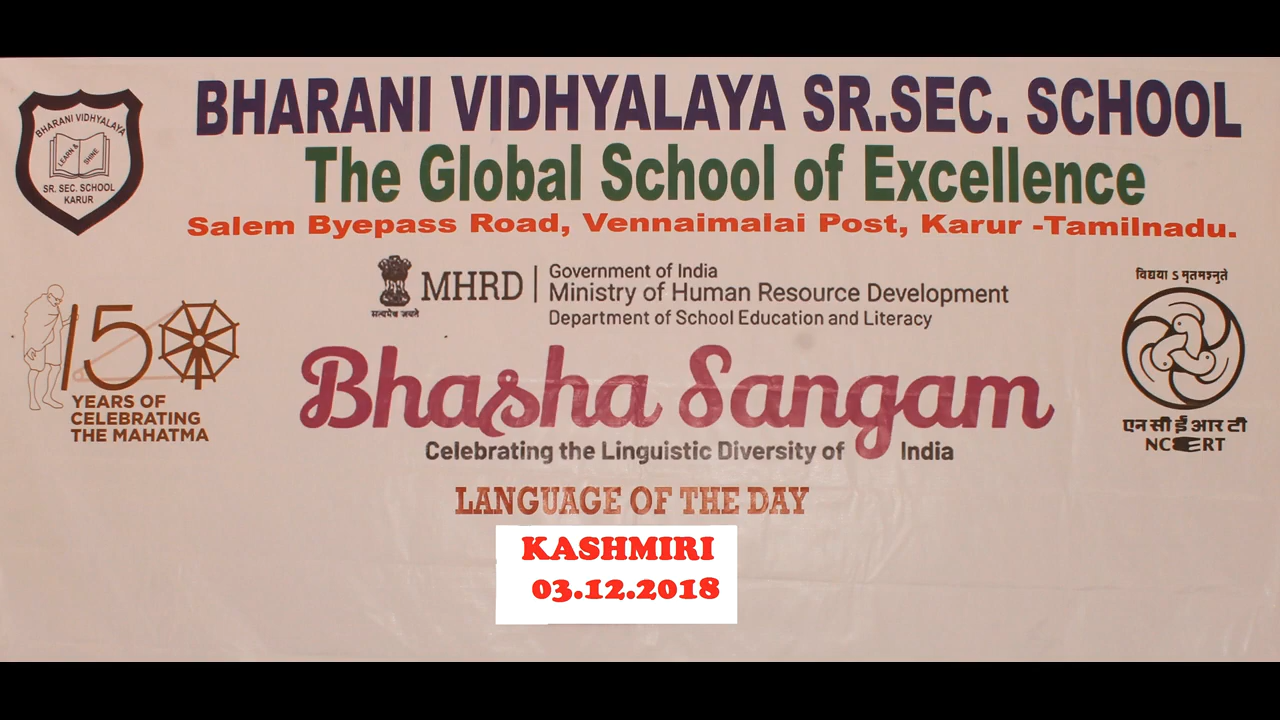 BHARANI VIDHYALAYA SR.SEC. SCHOOL
The Global School of Excellence
Salem Byepass Road, Vennaimalai Post, Karur -Tamilnadu.
BHARANI VIDHYALAYA
LEARN &
SHINE
SR. SEC. SCHOOL
KARUR
MHRD
सत्यमेव जयते
Government of India
Ministry of Human Resource Development
Department of School Education and Literacy
150
YEARS OF
CELEBRATING
THE MAHATMA
विद्यया ऽ मृतमश्नुते
एन सी ई आर टी
NCERT
Bhasha Sangam
Celebrating the Linguistic Diversity of India
LANGUAGE OF THE DAY
KASHMIRI
03.12.2018